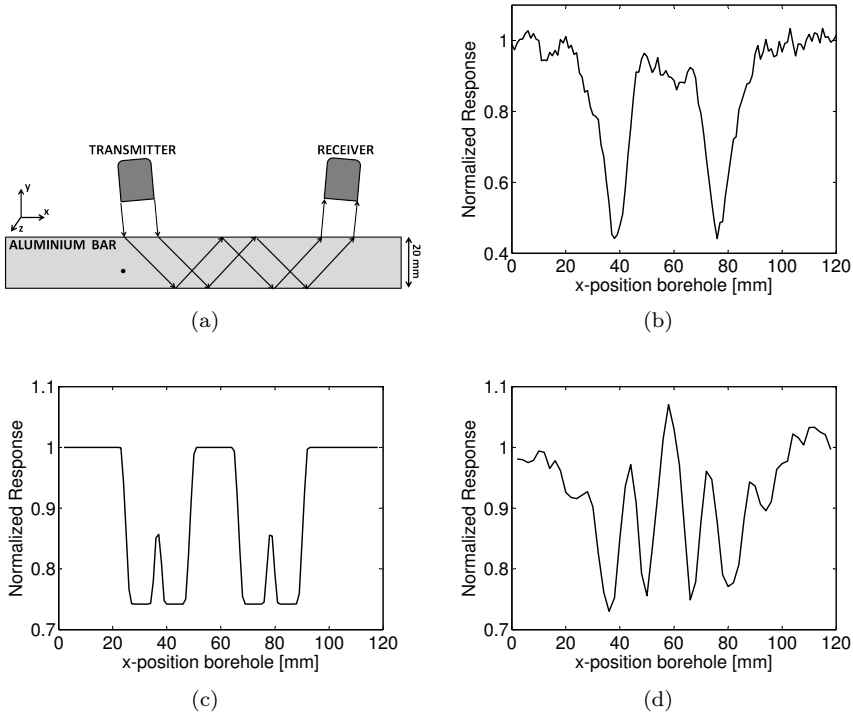 TRANSMITTER
RECEIVER
y
x
z
ALUMINIUM BAR
20 mm
(a)
Normalized Response
1
0.8
0.6
0.4
0 20 40 60 80 100 120
x-position borehole [mm]
(b)
Normalized Response
1.1
1
0.9
0.8
0.7
0 20 40 60 80 100 120
x-position borehole [mm]
(c)
Normalized Response
1.1
1
0.9
0.8
0.7
0 20 40 60 80 100 120
x-position borehole [mm]
(d)